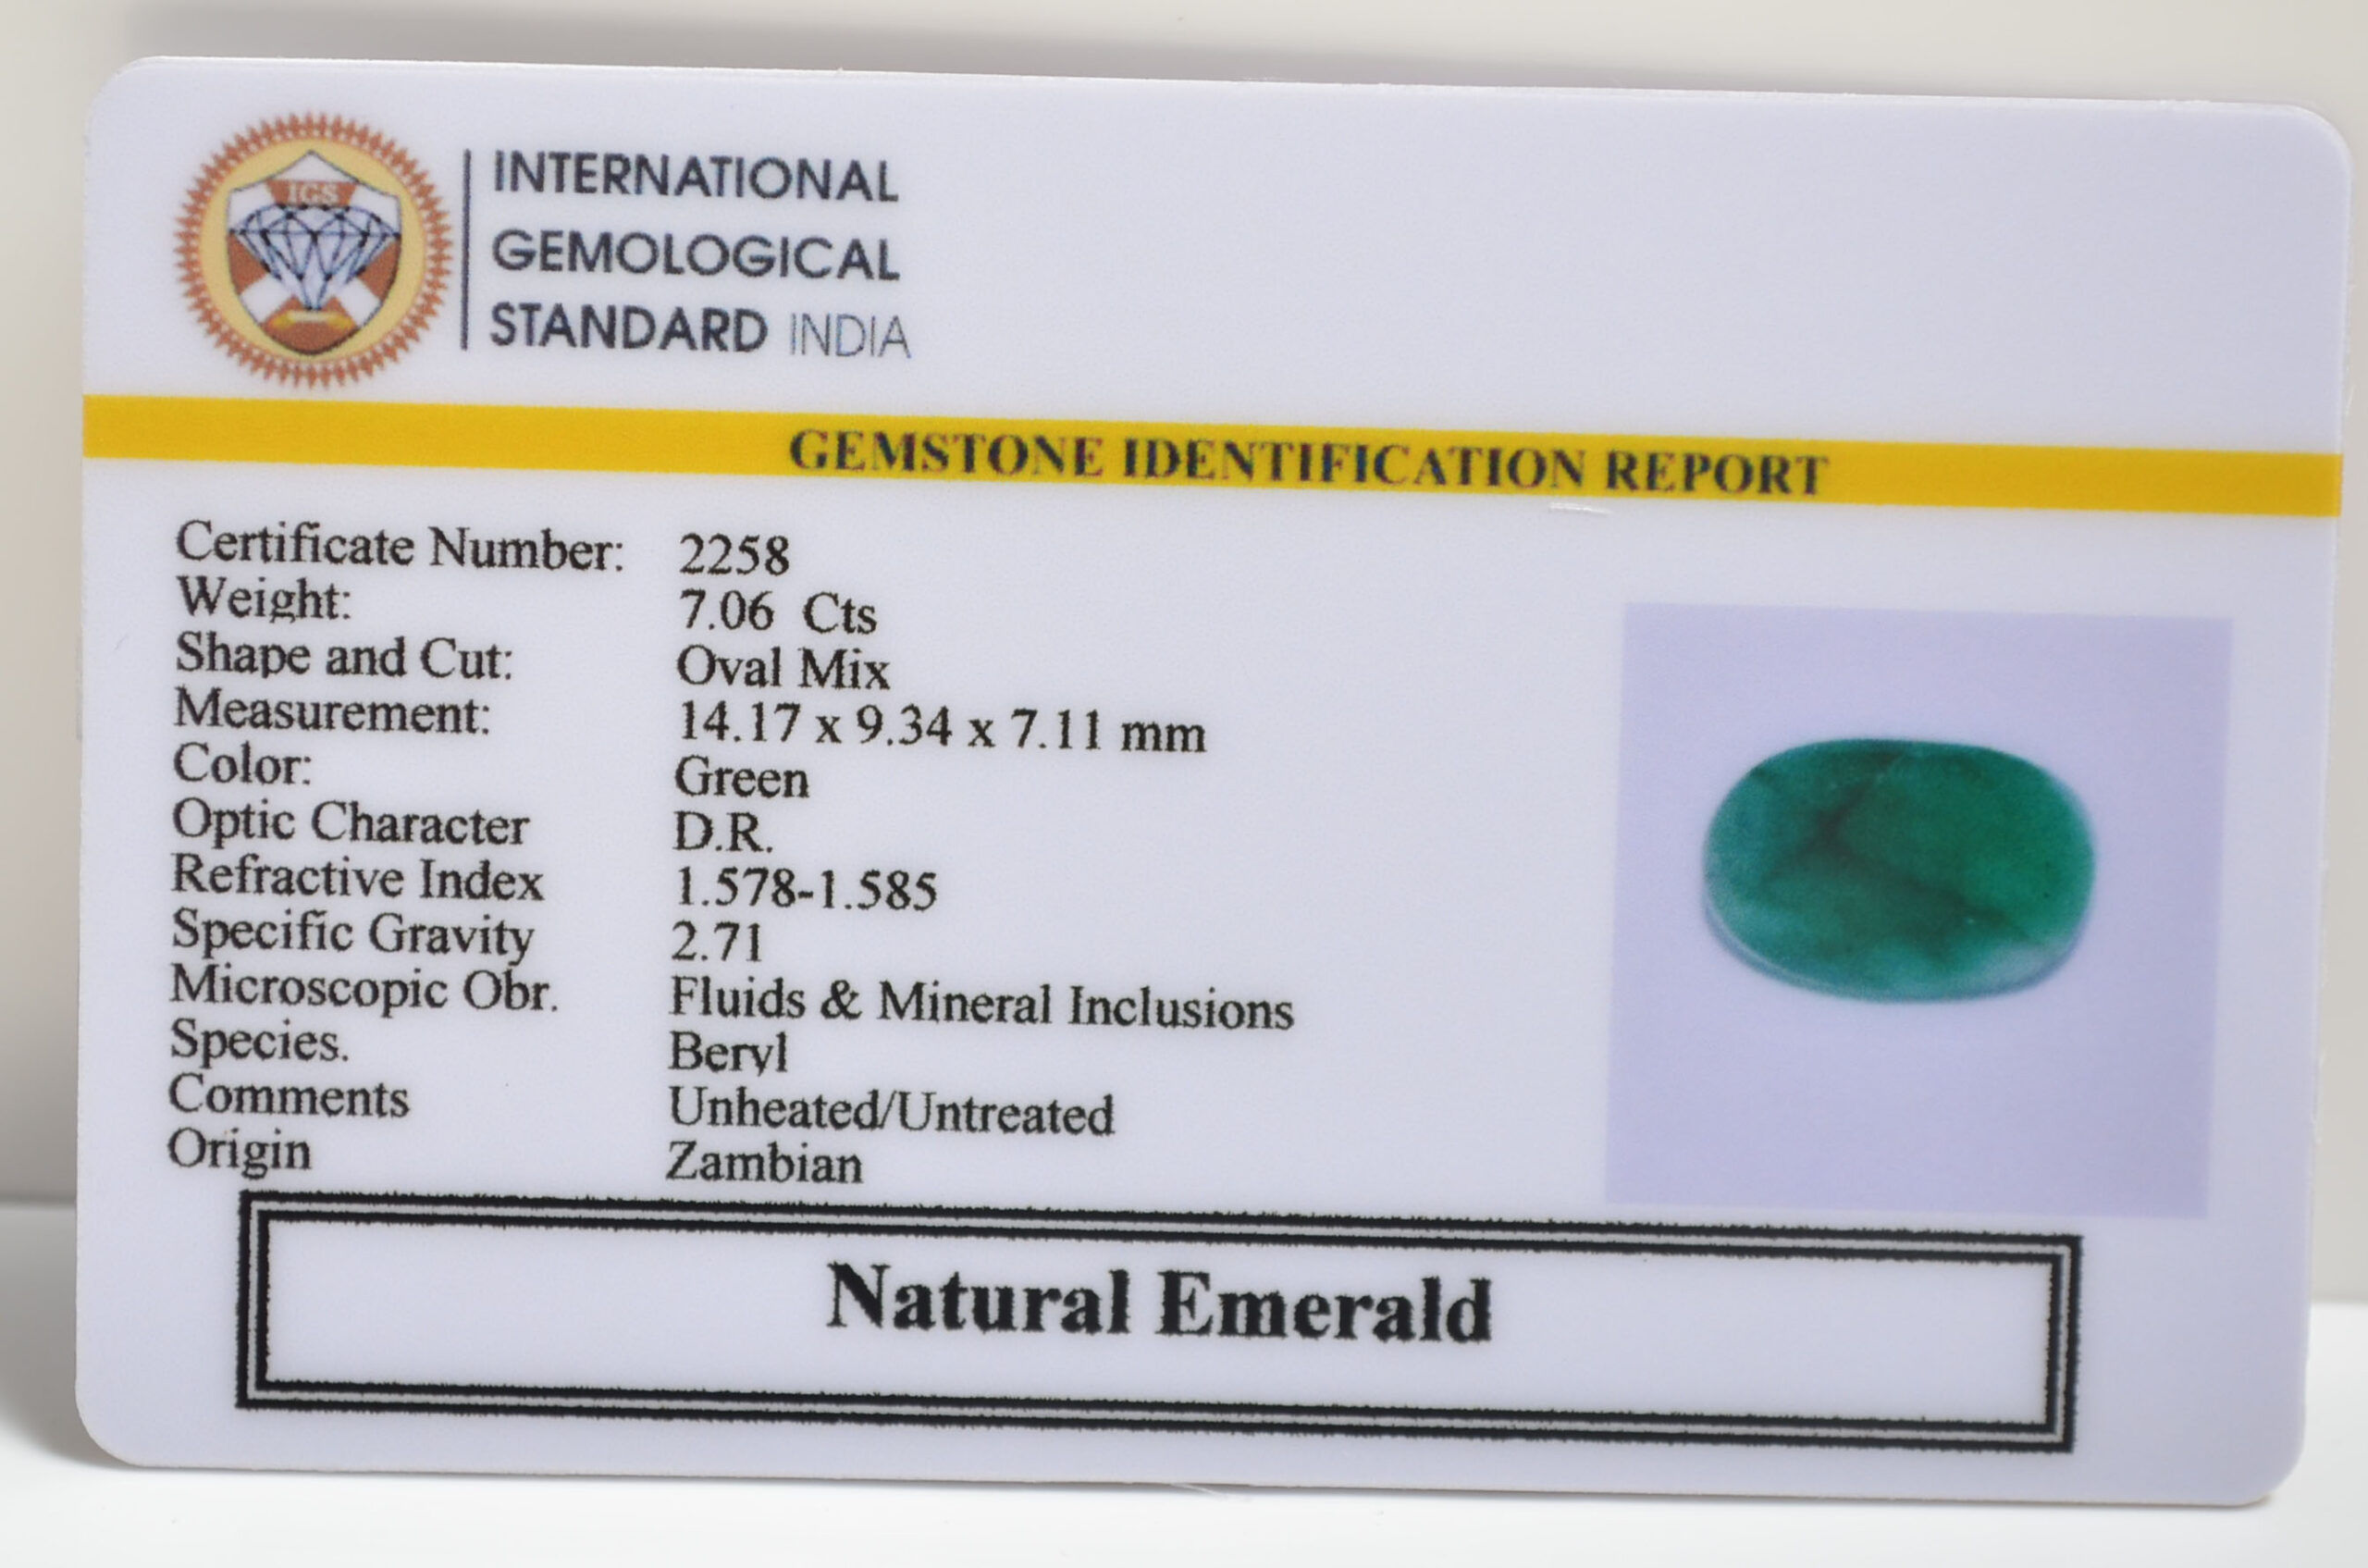 IGS
INTERNATIONAL
GEMOLOGICAL
STANDARD INDIA
GEMSTONE IDENTIFICATION REPORT
Certificate Number: 2258
Weight: 7.06 Cts
Shape and Cut: Oval Mix
Measurement: 14.17 x 9.34 x 7.11 mm
Color: Green
Optic Character D.R.
Refractive Index 1.578-1.585
Specific Gravity 2.71
Microscopic Obr. Fluids & Mineral Inclusions
Species. Beryl
Comments Unheated/Untreated
Origin Zambian
Natural Emerald